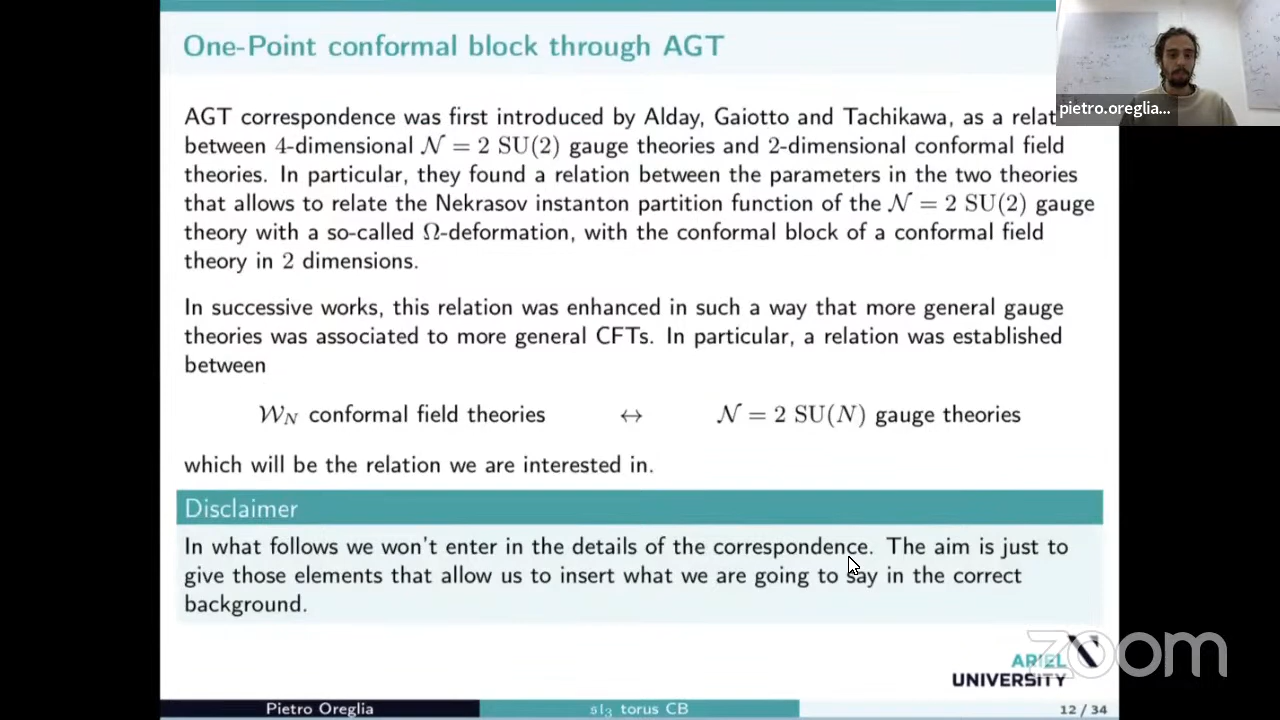 One-Point conformal block through AGT
pietro.oreglia...
AGT correspondence was first introduced by Alday, Gaiotto and Tachikawa, as a relat
between 4-dimensional 𝒩 = 2 SU(2) gauge theories and 2-dimensional conformal field
theories. In particular, they found a relation between the parameters in the two theories
that allows to relate the Nekrasov instanton partition function of the 𝒩 = 2 SU(2) gauge
theory with a so-called Ω-deformation, with the conformal block of a conformal field
theory in 2 dimensions.
In successive works, this relation was enhanced in such a way that more general gauge
theories was associated to more general CFTs. In particular, a relation was established
between
𝒲_N conformal field theories ↔ 𝒩 = 2 SU(N) gauge theories
which will be the relation we are interested in.
Disclaimer
In what follows we won't enter in the details of the correspondence. The aim is just to
give those elements that allow us to insert what we are going to say in the correct
background.
zoom
ARIEL
UNIVERSITY
Pietro Oreglia
𝔰𝔩₃ torus CB
12 / 34